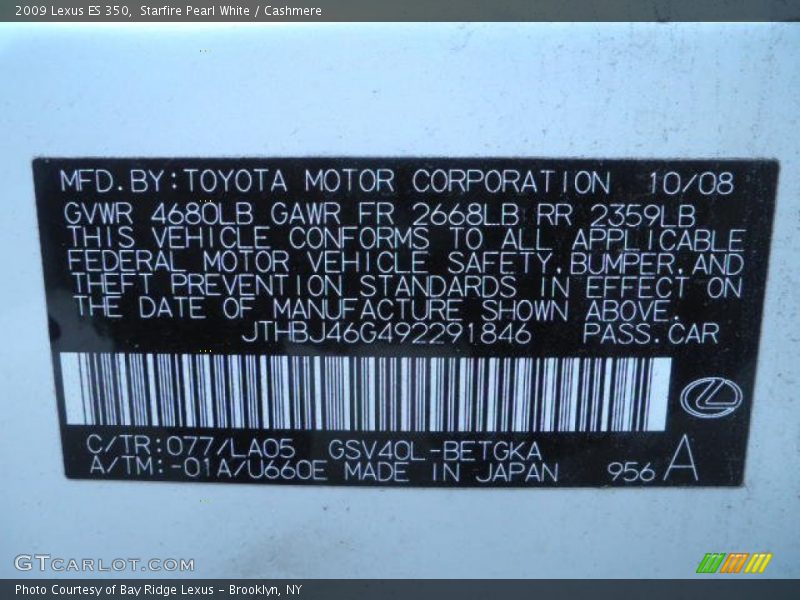 2009 Lexus ES 350, Starfire Pearl White / Cashmere
MFD.BY:TOYOTA MOTOR CORPORATION 10/08
GVWR 4680LB GAWR FR 2668LB RR 2359LB
THIS VEHICLE CONFORMS TO ALL APPLICABLE
FEDERAL MOTOR VEHICLE SAFETY,BUMPER,AND
THEFT PREVENTION STANDARDS IN EFFECT ON
THE DATE OF MANUFACTURE SHOWN ABOVE.
JTHBJ46G492291846 PASS.CAR
C/TR:077/LA05 GSV40L-BETGKA
A/TM:-01A/U660E MADE IN JAPAN 956 A
GTCARLOT.COM
Photo Courtesy of Bay Ridge Lexus - Brooklyn, NY